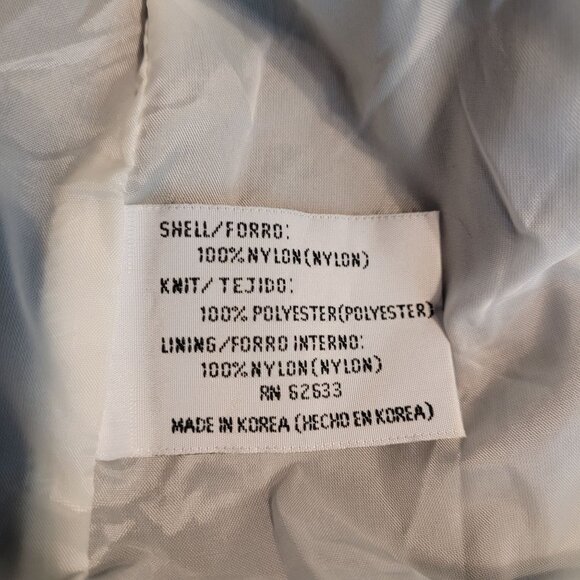 SHELL/FORRO:
100% NYLON(NYLON)
KNIT/TEJIDO:
100% POLYESTER(POLYESTER)
LINING/FORRO INTERNO:
100% NYLON(NYLON)
RN 62633
MADE IN KOREA (HECHO EN KOREA)